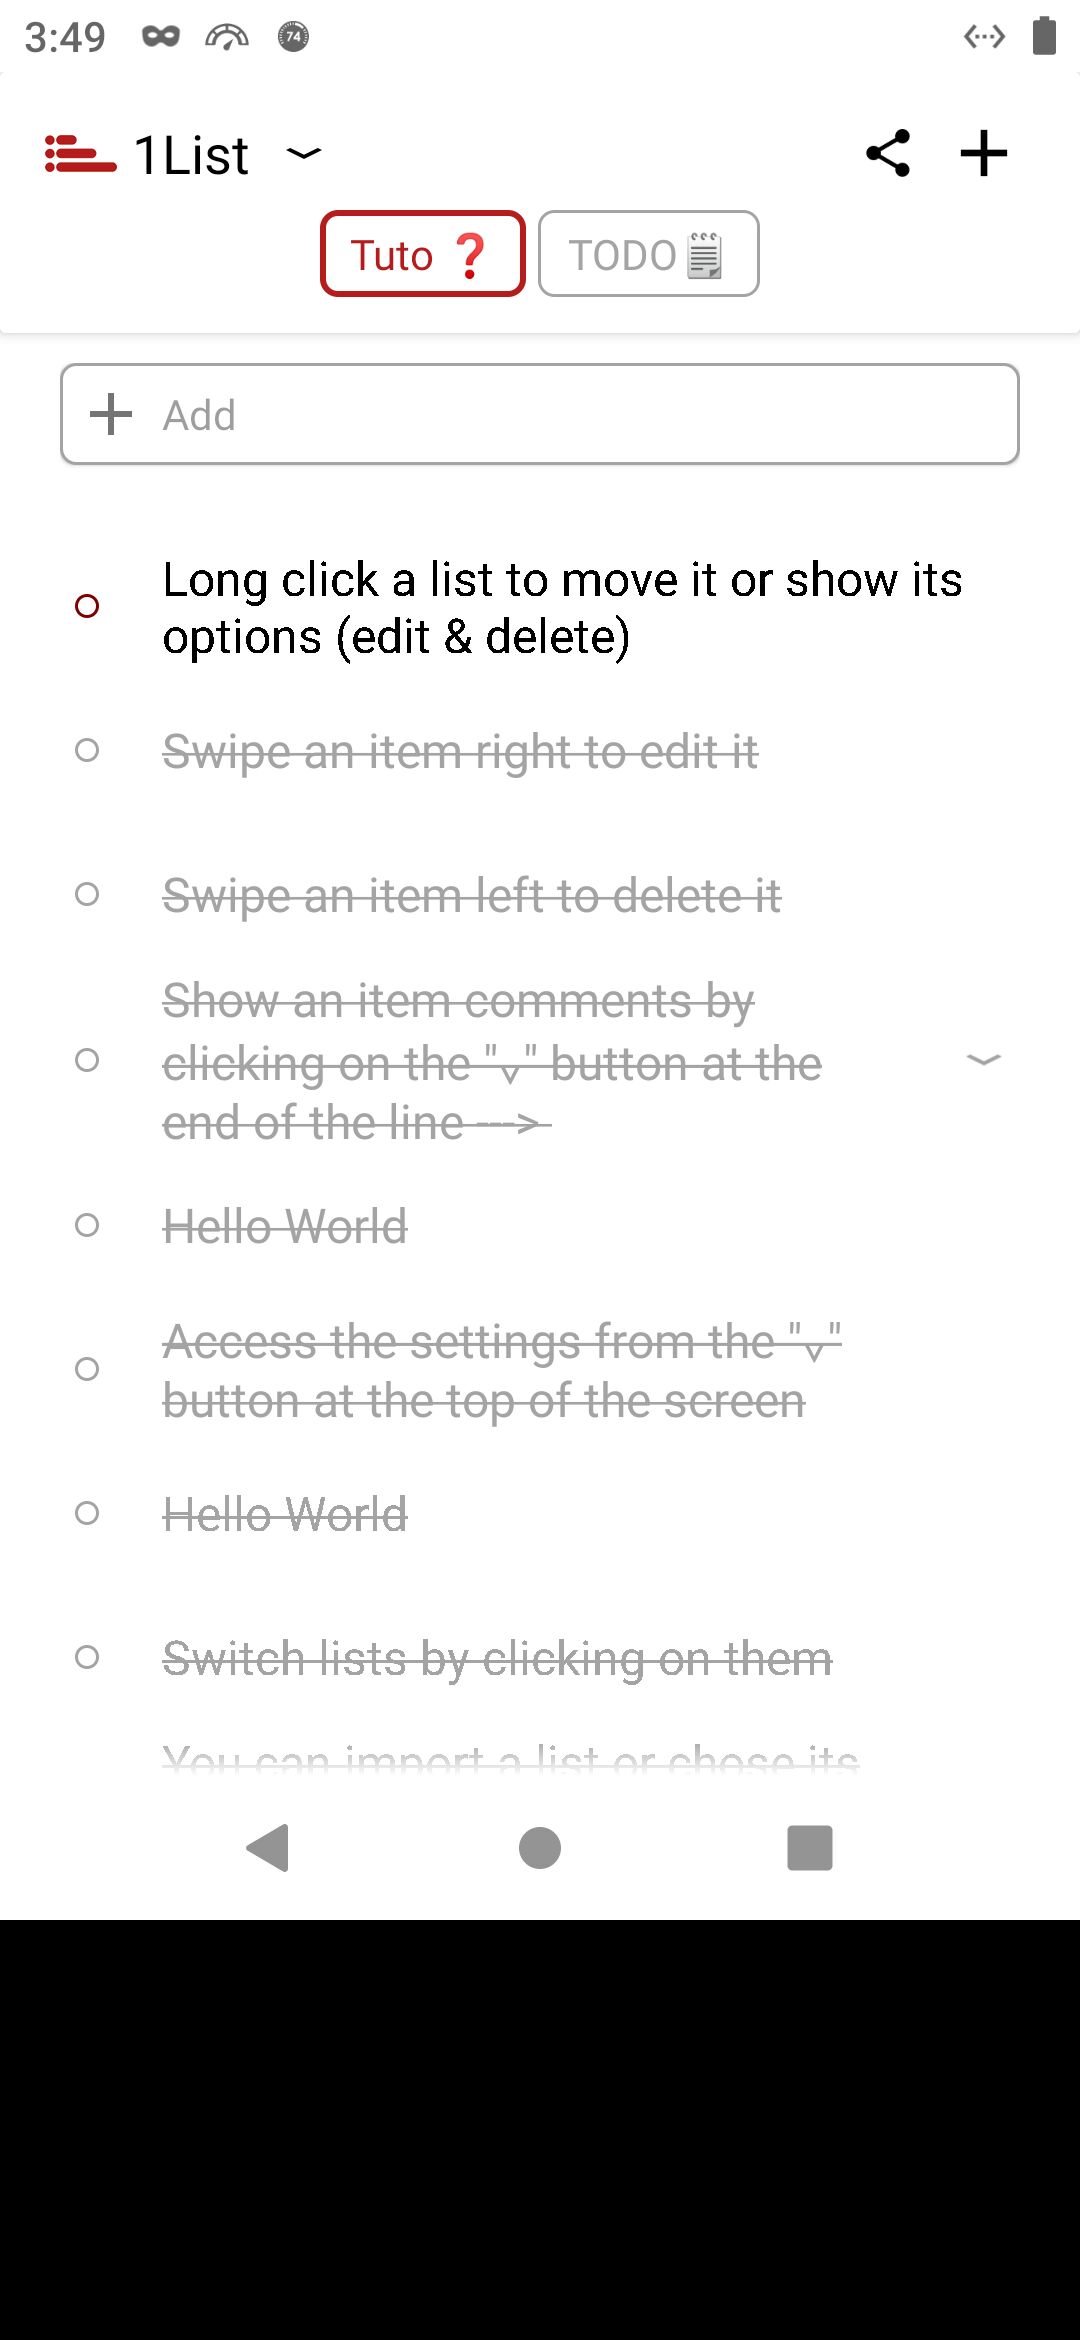 3:49
74
1List
Tuto ❓
TODO🗒
Add
Long click a list to move it or show its
options (edit & delete)
Swipe an item right to edit it
Swipe an item left to delete it
Show an item comments by
clicking on the "﹀" button at the
end of the line --->
Hello World
Access the settings from the "﹀"
button at the top of the screen
Hello World
Switch lists by clicking on them
You can import a list or chose its